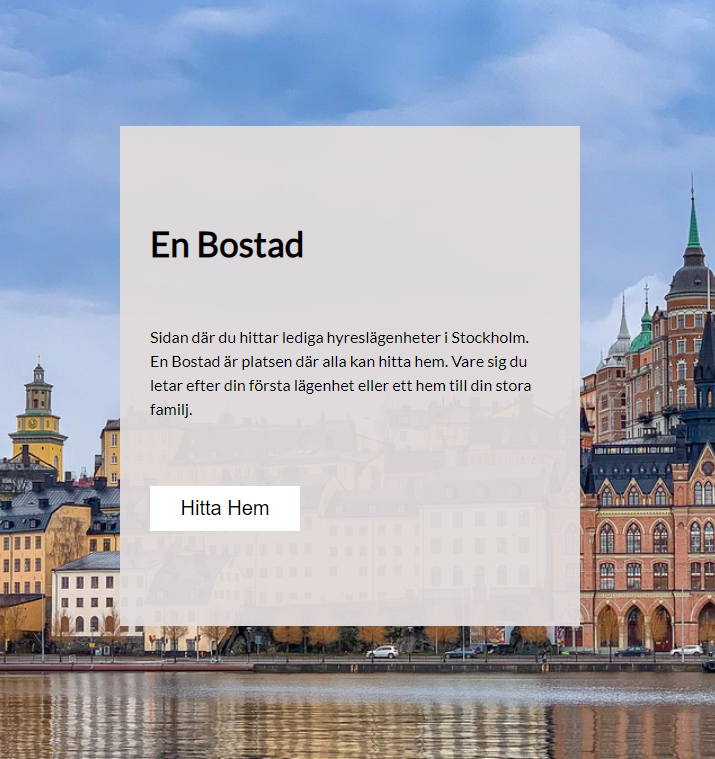 En Bostad
Sidan där du hittar lediga hyreslägenheter i Stockholm.
En Bostad är platsen där alla kan hitta hem. Vare sig du
letar efter din första lägenhet eller ett hem till din stora
familj.
Hitta Hem